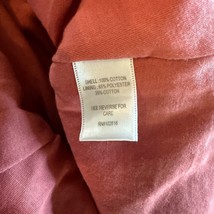 SHELL: 100% COTTON
LINING: 65% POLYESTER
35% COTTON
SEE REVERSE FOR
CARE